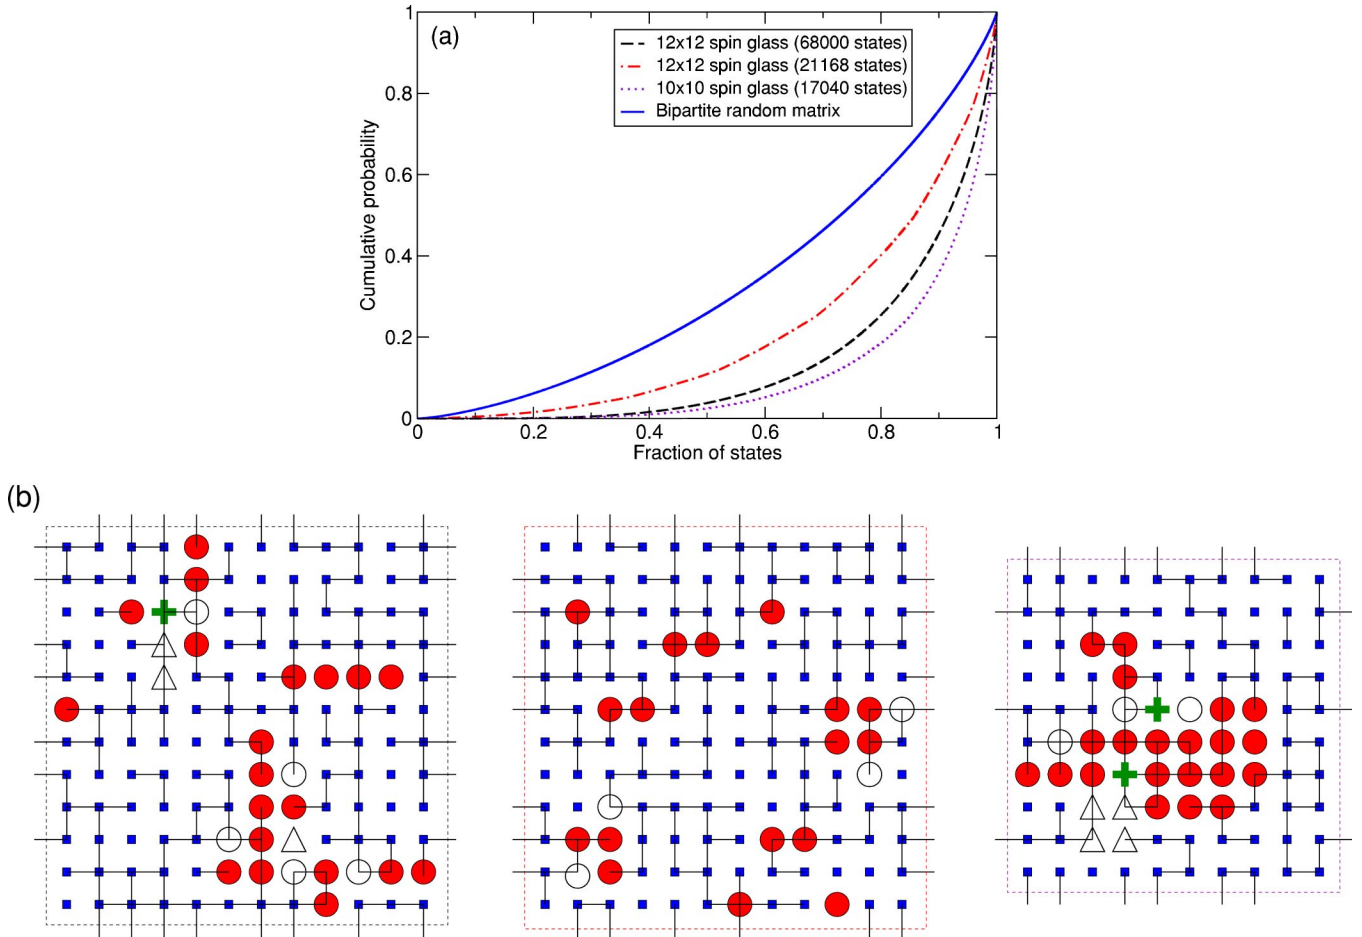 1
(a)
12x12 spin glass (68000 states)
12x12 spin glass (21168 states)
10x10 spin glass (17040 states)
Bipartite random matrix
0.8
0.6
Cumulative probability
0.4
0.2
0
0 0.2 0.4 0.6 0.8 1
Fraction of states
(b)